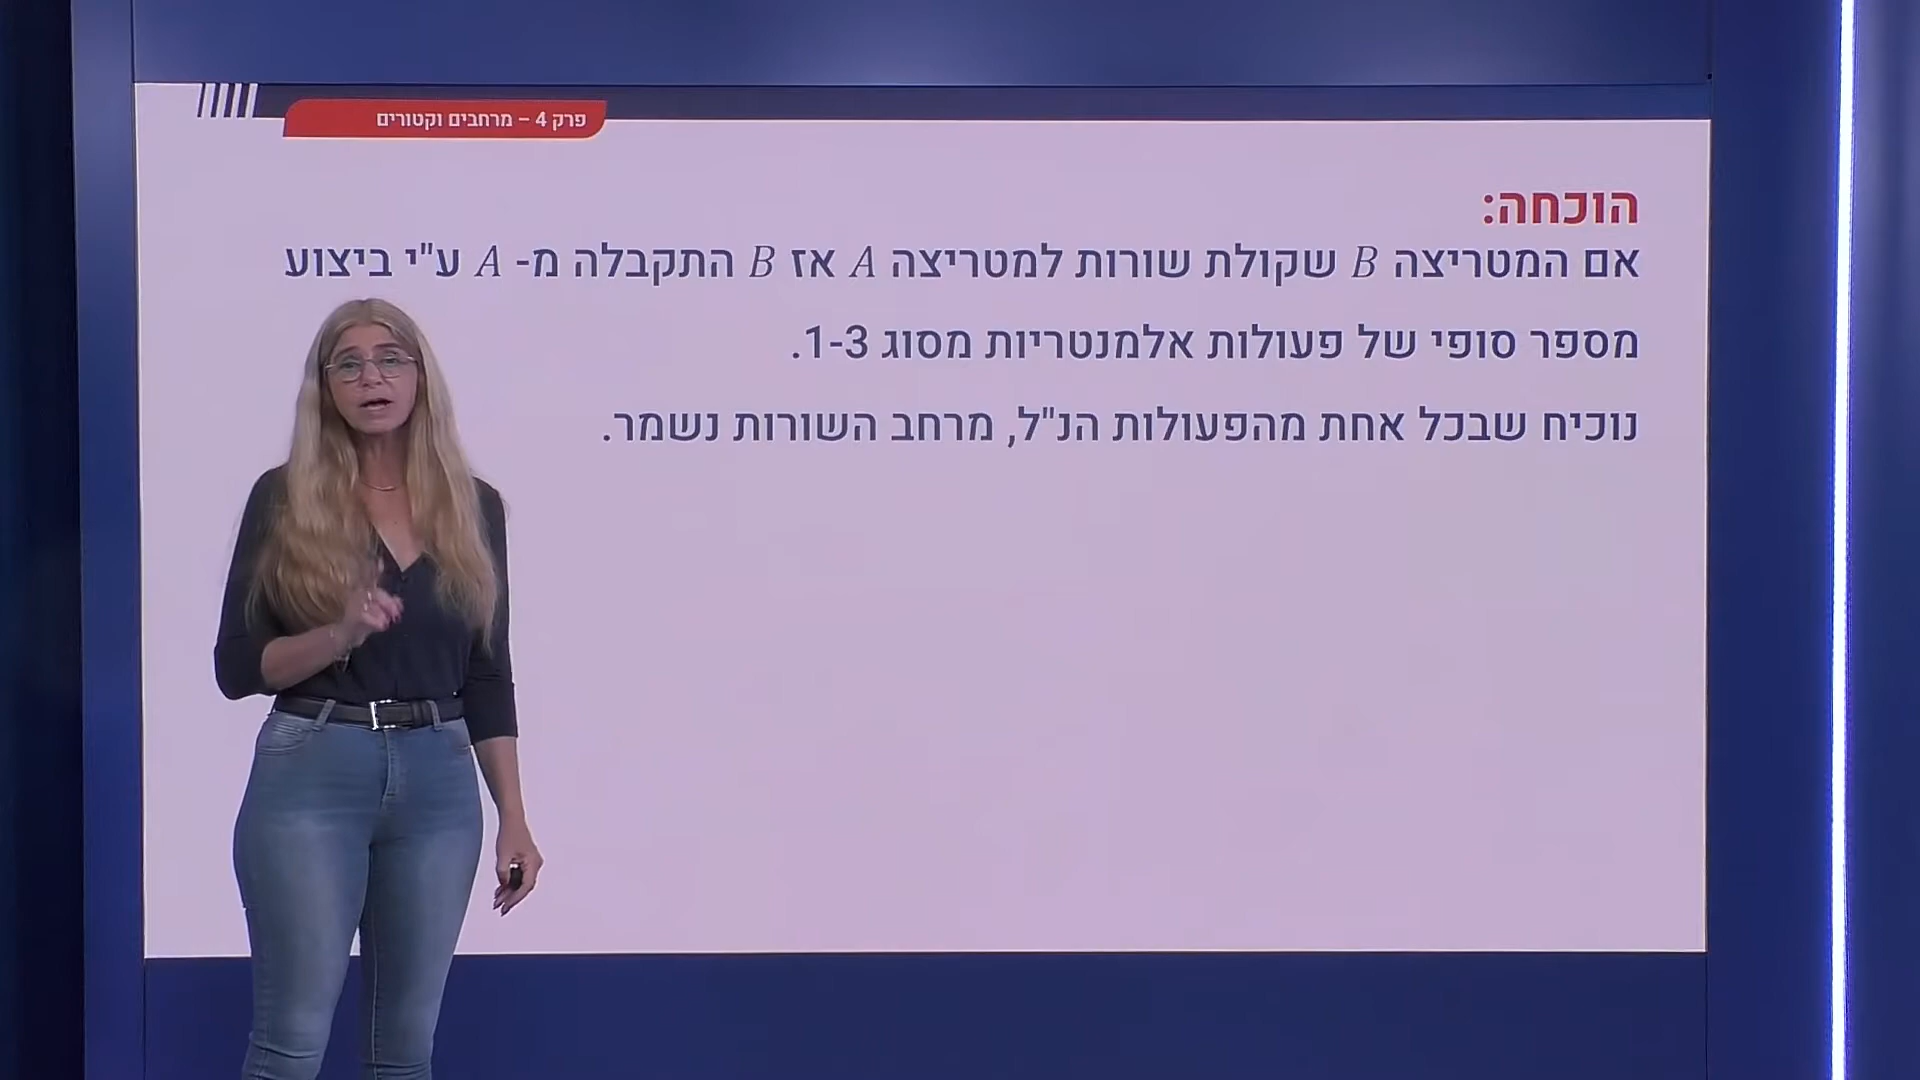 פרק 4 – מרחבים וקטורים
הוכחה:
אם המטריצה B שקולת שורות למטריצה A אז B התקבלה מ- A ע"י ביצוע
מספר סופי של פעולות אלמנטריות מסוג 1-3.
נוכיח שבכל אחת מהפעולות הנ"ל, מרחב השורות נשמר.